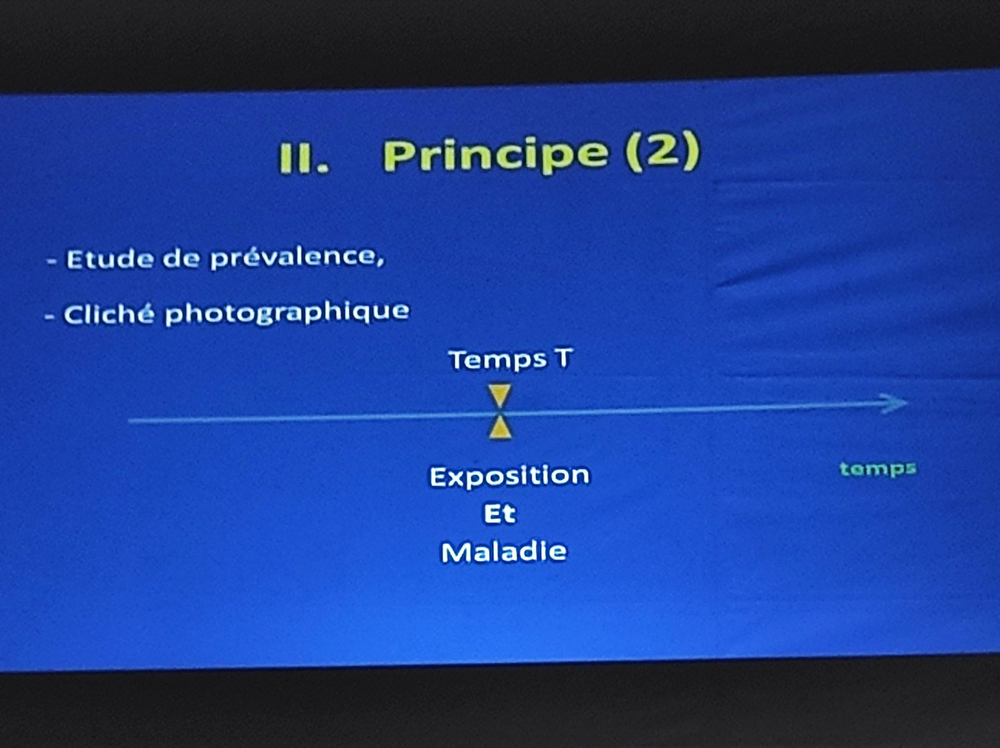 II. Principe (2)
- Etude de prévalence,
- Cliché photographique
Temps T
Exposition
Et
Maladie
temps